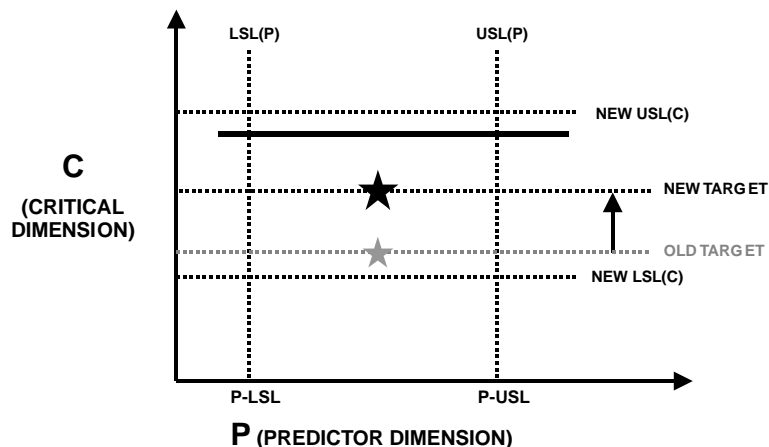 LSL(P)
USL(P)
NEW USL(C)
C
(CRITICAL
DIMENSION)
NEW TARGET
OLD TARGET
NEW LSL(C)
P-LSL
P-USL
P (PREDICTOR DIMENSION)